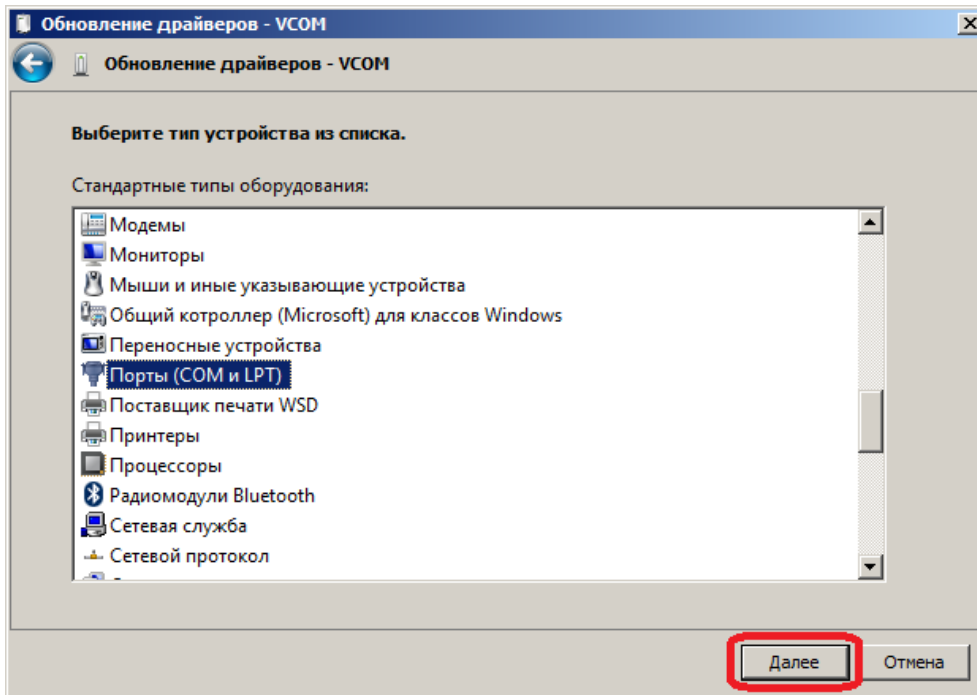 Обновление драйверов - VCOM
Обновление драйверов - VCOM
Выберите тип устройства из списка.
Стандартные типы оборудования:
Модемы
Мониторы
Мыши и иные указывающие устройства
Общий котроллер (Microsoft) для классов Windows
Переносные устройства
Порты (COM и LPT)
Поставщик печати WSD
Принтеры
Процессоры
Радиомодули Bluetooth
Сетевая служба
Сетевой протокол
Далее
Отмена